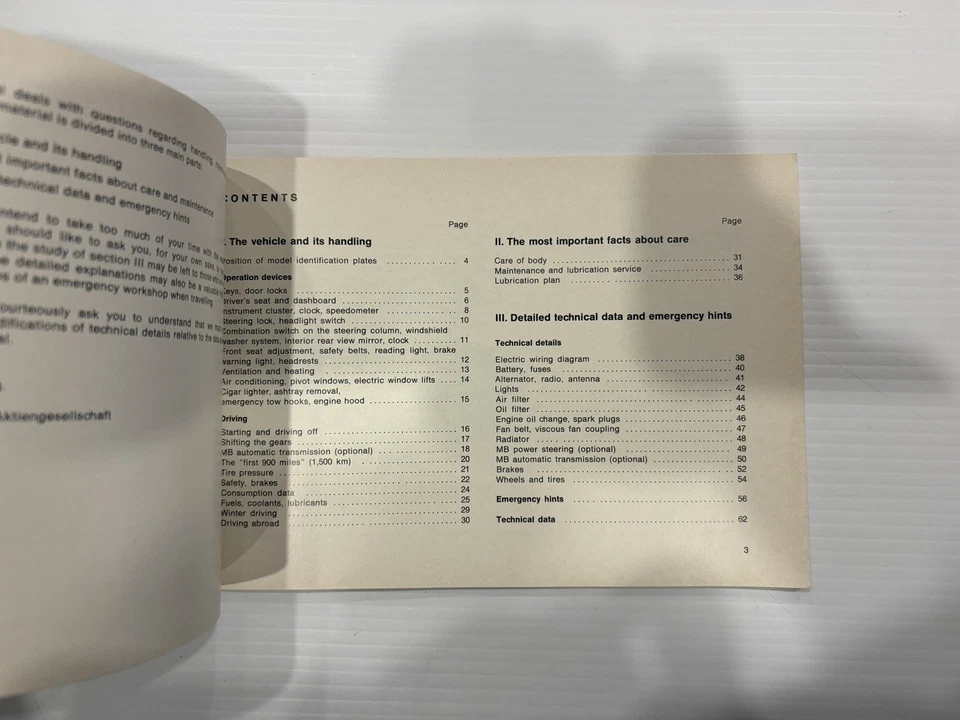 deals with questions regarding handling,
material is divided into three main parts:
and its handling
important facts about care and maintenance
technical data and emergency hints
intend to take too much of your time with the
should like to ask you, for your own sake, to
the study of section III may be left to those who
detailed explanations may also be a valuable
of an emergency workshop when travelling.
courteously ask you to understand that we
modifications of technical details relative to the
Aktiengesellschaft
CONTENTS
Page
I. The vehicle and its handling
Position of model identification plates ............. .... 4
Operation devices
Keys, door locks ........ 5
Driver's seat and dashboard ........ 6
Instrument cluster, clock, speedometer ........ 8
Steering lock, headlight switch ........ 10
Combination switch on the steering column, windshield
washer system, interior rear view mirror, clock .......... 11
Front seat adjustment, safety belts, reading light, brake
warning light, headrests ........ 12
Ventilation and heating ........ 13
Air conditioning, pivot windows, electric window lifts .... 14
Cigar lighter, ashtray removal,
emergency tow hooks, engine hood ........ 15
Driving
Starting and driving off ........ 16
Shifting the gears ........ 17
MB automatic transmission (optional) ........ 18
The "first 900 miles" (1,500 km) ........ 20
Tire pressure ........ 21
Safety, brakes ........ 22
Consumption data ........ 24
Fuels, coolants, lubricants ........ 25
Winter driving ........ 29
Driving abroad ........ 30
Page
II. The most important facts about care
Care of body ........ 31
Maintenance and lubrication service ........ 34
Lubrication plan ........ 36
III. Detailed technical data and emergency hints
Technical details
Electric wiring diagram ........ 38
Battery, fuses ........ 40
Alternator, radio, antenna ........ 41
Lights ........ 42
Air filter ........ 44
Oil filter ........ 45
Engine oil change, spark plugs ........ 46
Fan belt, viscous fan coupling ........ 47
Radiator ........ 48
MB power steering (optional) ........ 49
MB automatic transmission (optional) ........ 50
Brakes ........ 52
Wheels and tires ........ 54
Emergency hints ........ 56
Technical data ........ 62
3